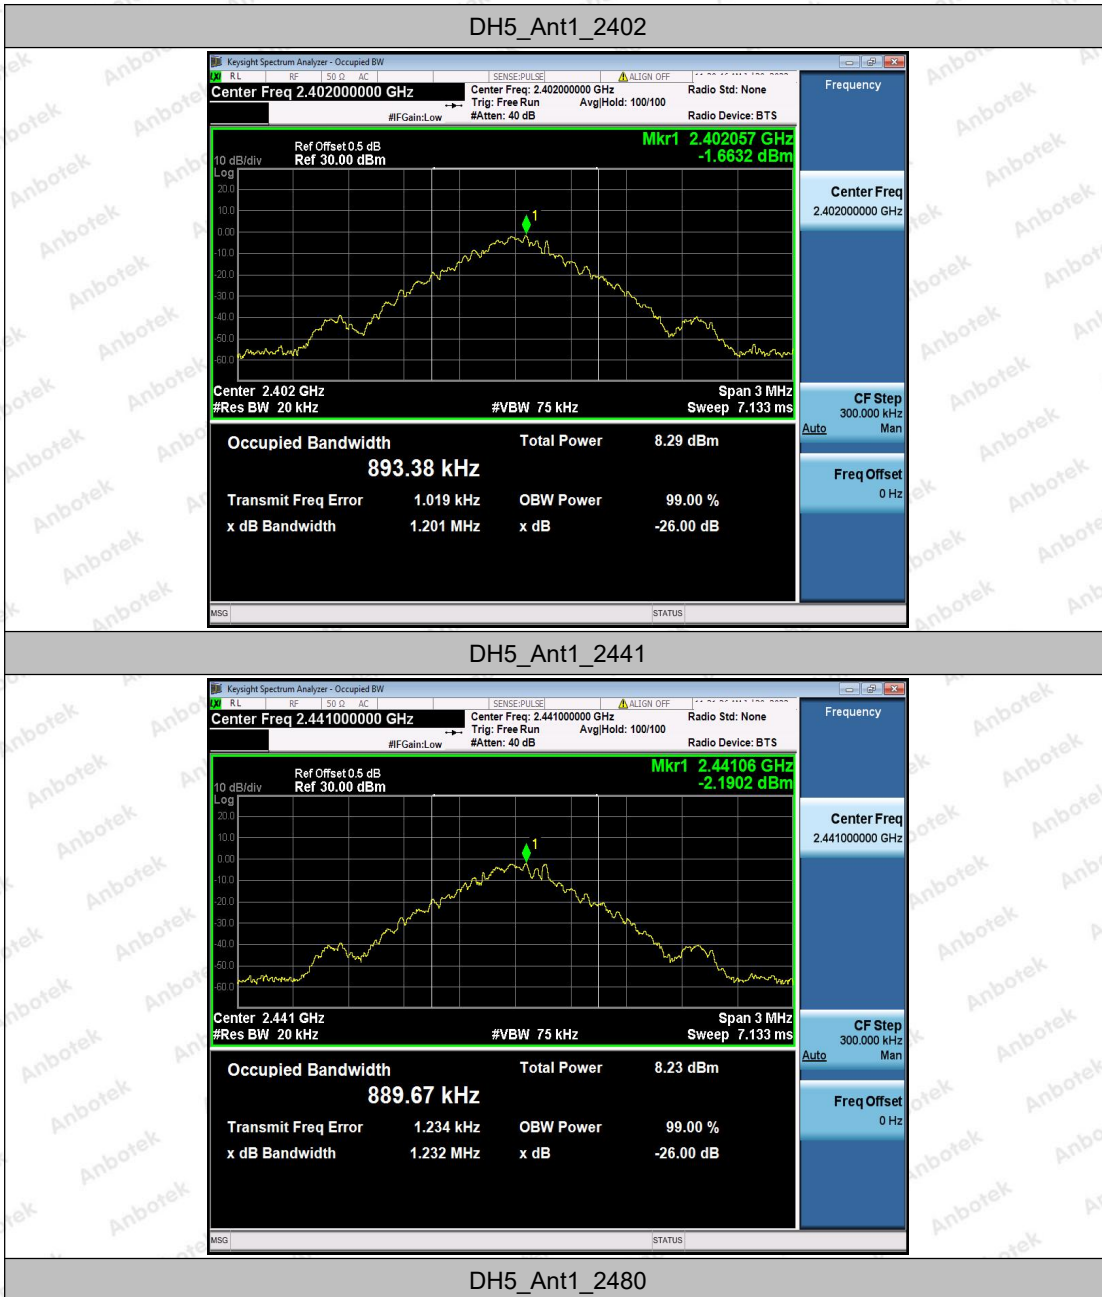 DH5_Ant1_2402
Keysight Spectrum Analyzer - Occupied BW
RL RF 50 Ω AC SENSE:PULSE ALIGN OFF
Center Freq 2.402000000 GHz
Center Freq: 2.402000000 GHz
Radio Std: None
Trig: Free Run Avg|Hold: 100/100
#IFGain:Low #Atten: 40 dB Radio Device: BTS
Frequency
Mkr1 2.402057 GHz
-1.6632 dBm
Ref Offset 0.5 dB
10 dB/div Ref 30.00 dBm
Log
20.0
10.0
0.00
-10.0
-20.0
-30.0
-40.0
-50.0
-60.0
1
Center 2.402 GHz Span 3 MHz
#Res BW 20 kHz #VBW 75 kHz Sweep 7.133 ms
Occupied Bandwidth Total Power 8.29 dBm
893.38 kHz
Transmit Freq Error 1.019 kHz OBW Power 99.00 %
x dB Bandwidth 1.201 MHz x dB -26.00 dB
Center Freq
2.402000000 GHz
CF Step
300.000 kHz
Auto Man
Freq Offset
0 Hz
MSG STATUS
DH5_Ant1_2441
Keysight Spectrum Analyzer - Occupied BW
RL RF 50 Ω AC SENSE:PULSE ALIGN OFF
Center Freq 2.441000000 GHz
Center Freq: 2.441000000 GHz
Radio Std: None
Trig: Free Run Avg|Hold: 100/100
#IFGain:Low #Atten: 40 dB Radio Device: BTS
Frequency
Mkr1 2.44106 GHz
-2.1902 dBm
Ref Offset 0.5 dB
10 dB/div Ref 30.00 dBm
Log
20.0
10.0
0.00
-10.0
-20.0
-30.0
-40.0
-50.0
-60.0
1
Center 2.441 GHz Span 3 MHz
#Res BW 20 kHz #VBW 75 kHz Sweep 7.133 ms
Occupied Bandwidth Total Power 8.23 dBm
889.67 kHz
Transmit Freq Error 1.234 kHz OBW Power 99.00 %
x dB Bandwidth 1.232 MHz x dB -26.00 dB
Center Freq
2.441000000 GHz
CF Step
300.000 kHz
Auto Man
Freq Offset
0 Hz
MSG STATUS
DH5_Ant1_2480